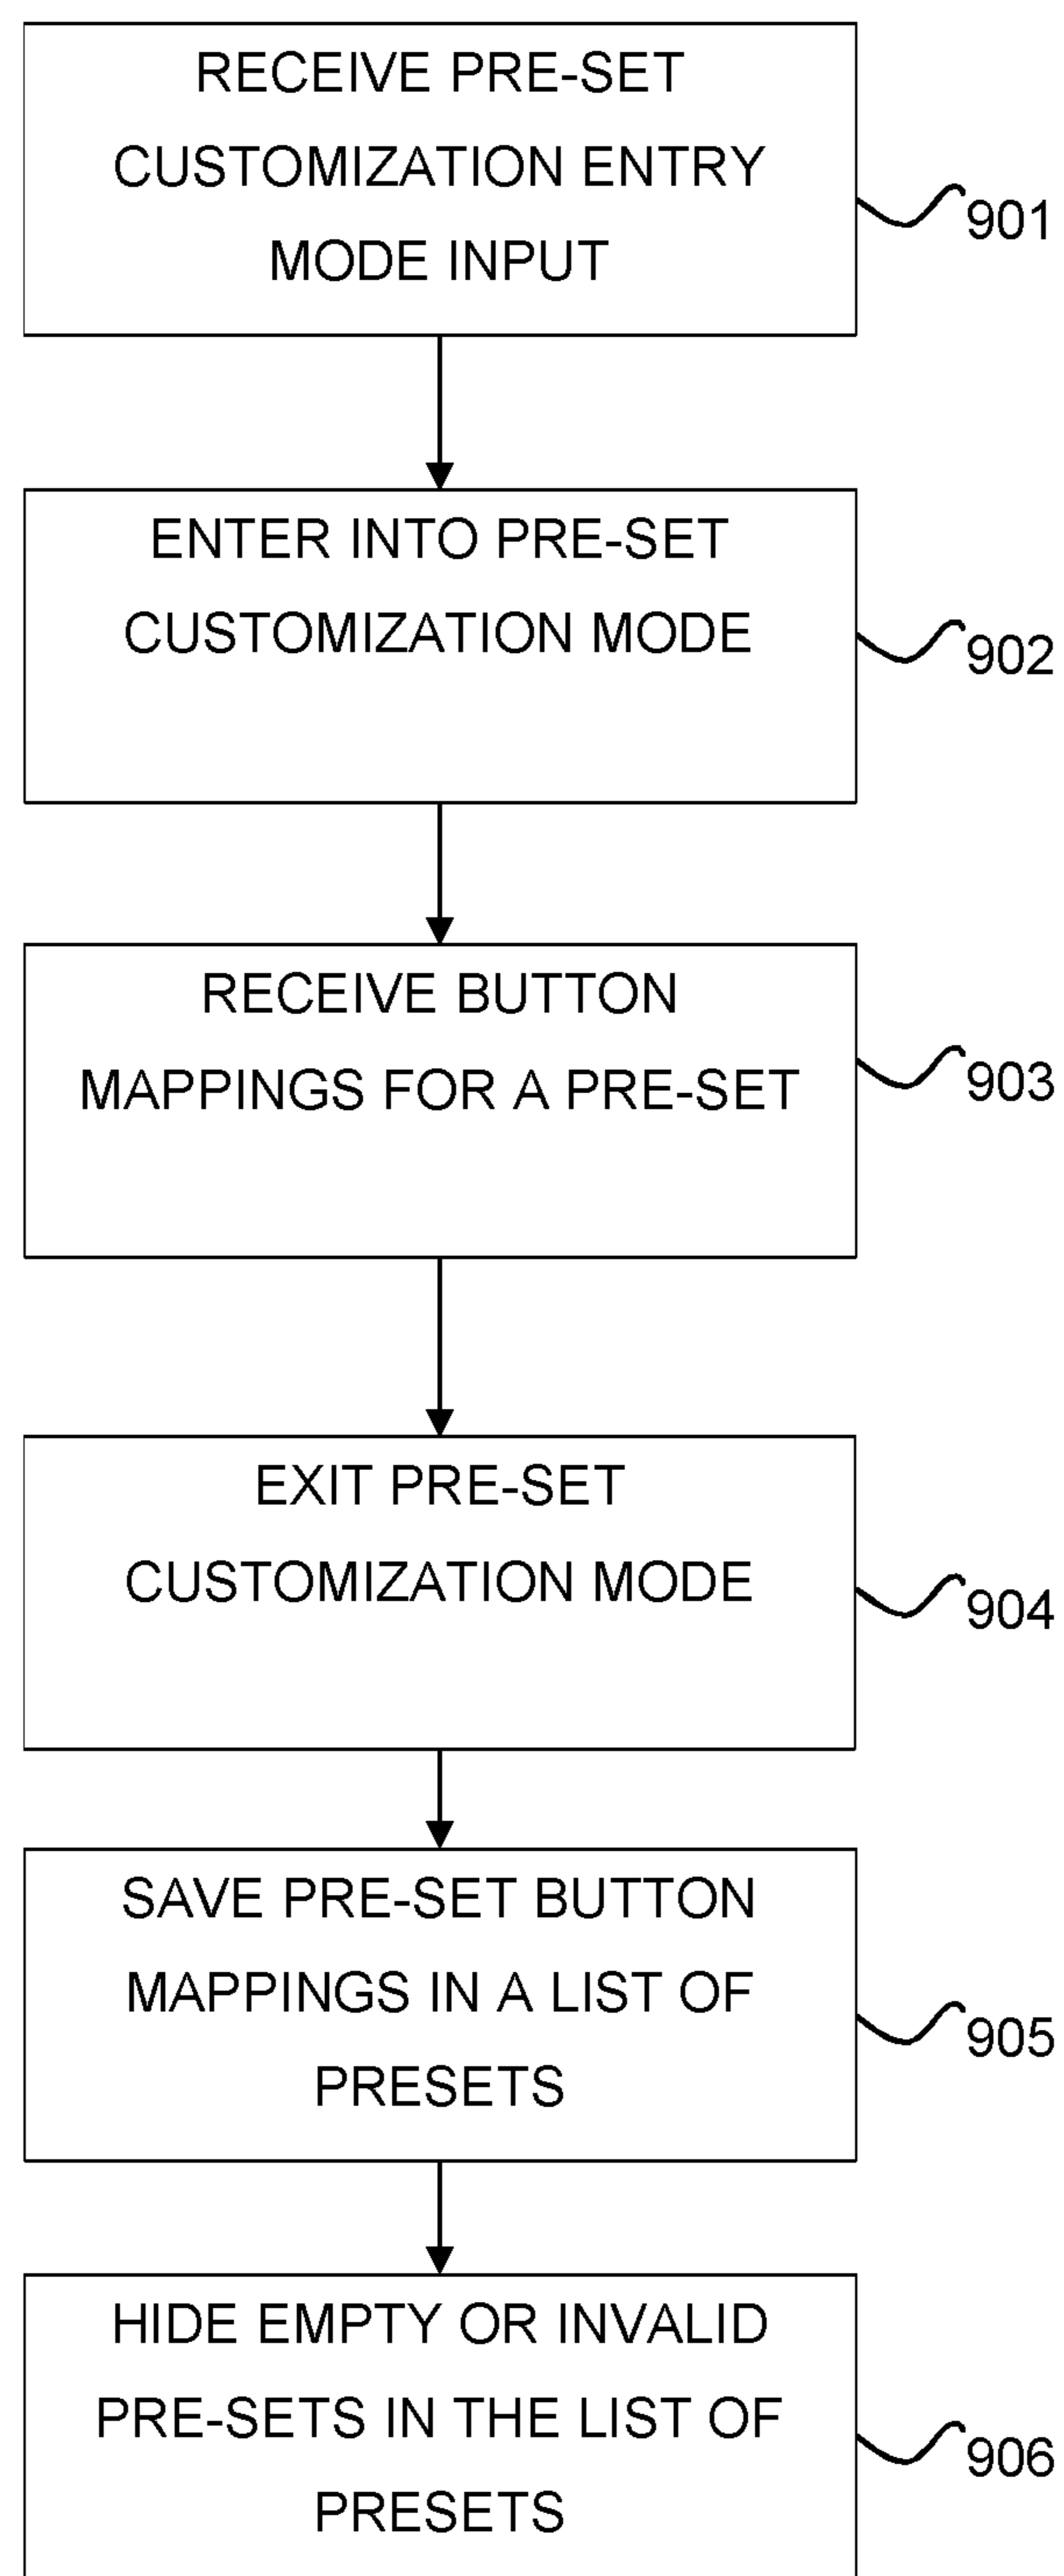 RECEIVE PRE-SET
CUSTOMIZATION ENTRY
MODE INPUT
901
ENTER INTO PRE-SET
CUSTOMIZATION MODE
902
RECEIVE BUTTON
MAPPINGS FOR A PRE-SET
903
EXIT PRE-SET
CUSTOMIZATION MODE
904
SAVE PRE-SET BUTTON
MAPPINGS IN A LIST OF
PRESETS
905
HIDE EMPTY OR INVALID
PRE-SETS IN THE LIST OF
PRESETS
906